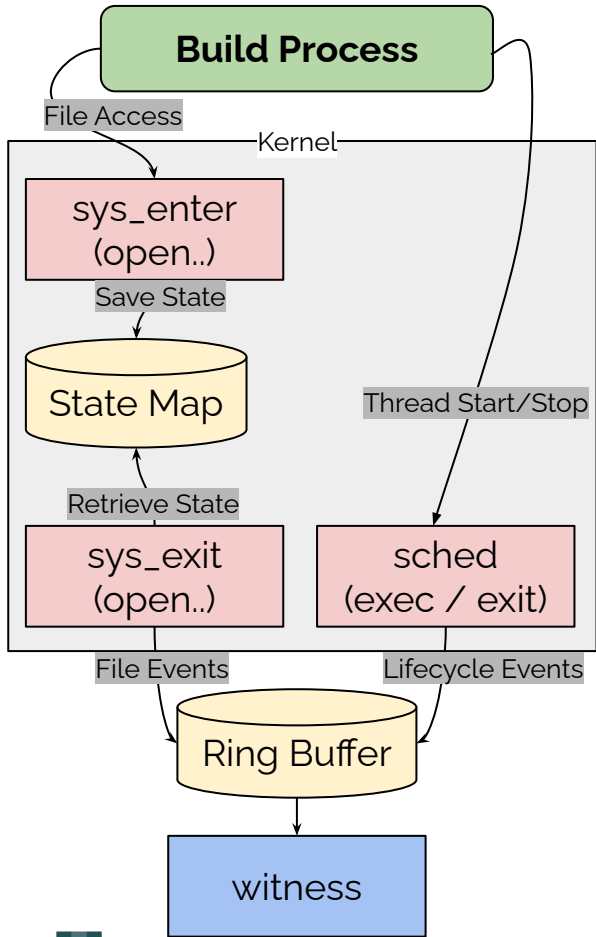 Build Process
File Access
Kernel
sys_enter
(open..)
Save State
State Map
Thread Start/Stop
Retrieve State
sys_exit
(open..)
sched
(exec / exit)
File Events
Lifecycle Events
Ring Buffer
witness